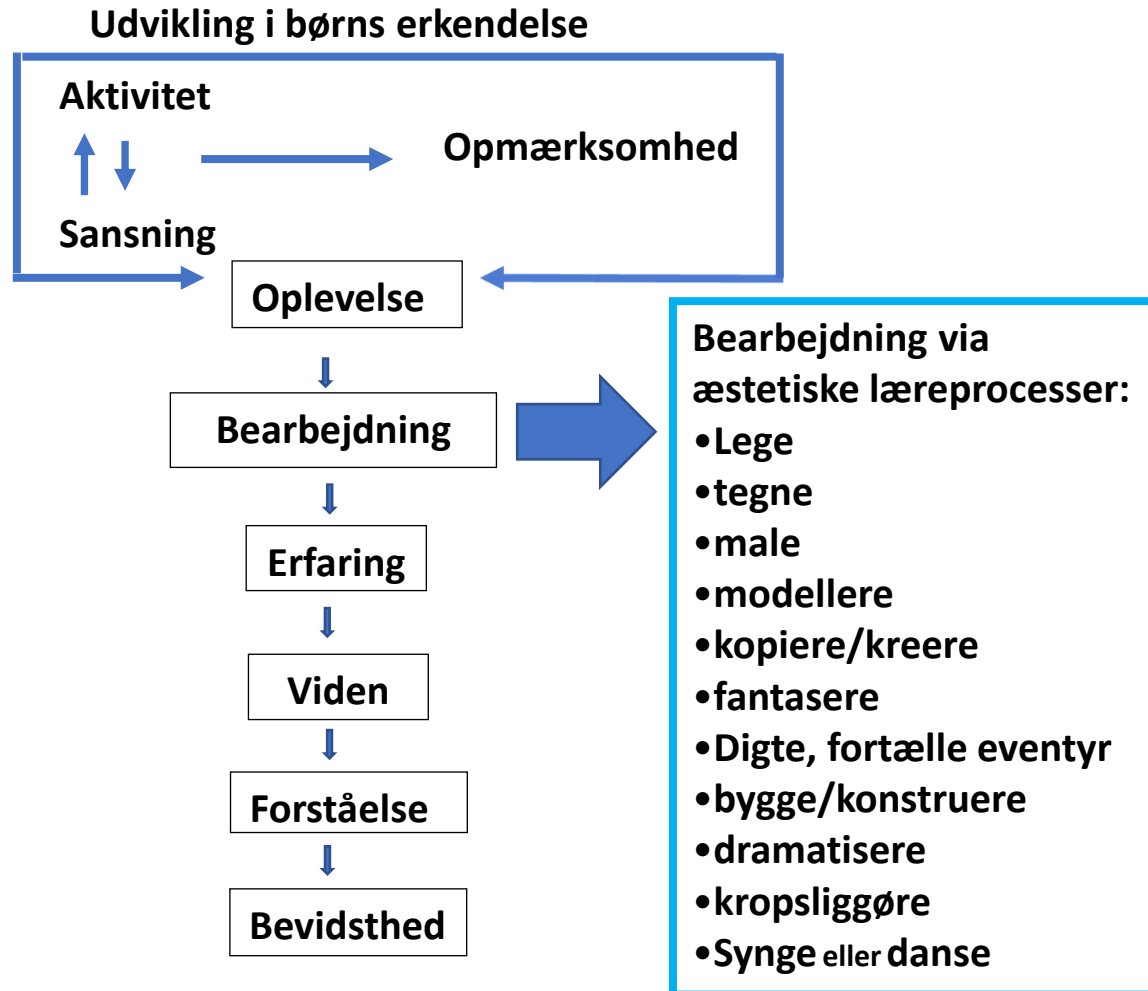 Udvikling i børns erkendelse
Aktivitet
Opmærksomhed
Sansning
Oplevelse
Bearbejdning
Erfaring
Viden
Forståelse
Bevidsthed
Bearbejdning via
æstetiske læreprocesser:
•Lege
•tegne
•male
•modellere
•kopiere/kreere
•fantasere
•Digte, fortælle eventyr
•bygge/konstruere
•dramatisere
•kropsliggøre
•Synge eller danse